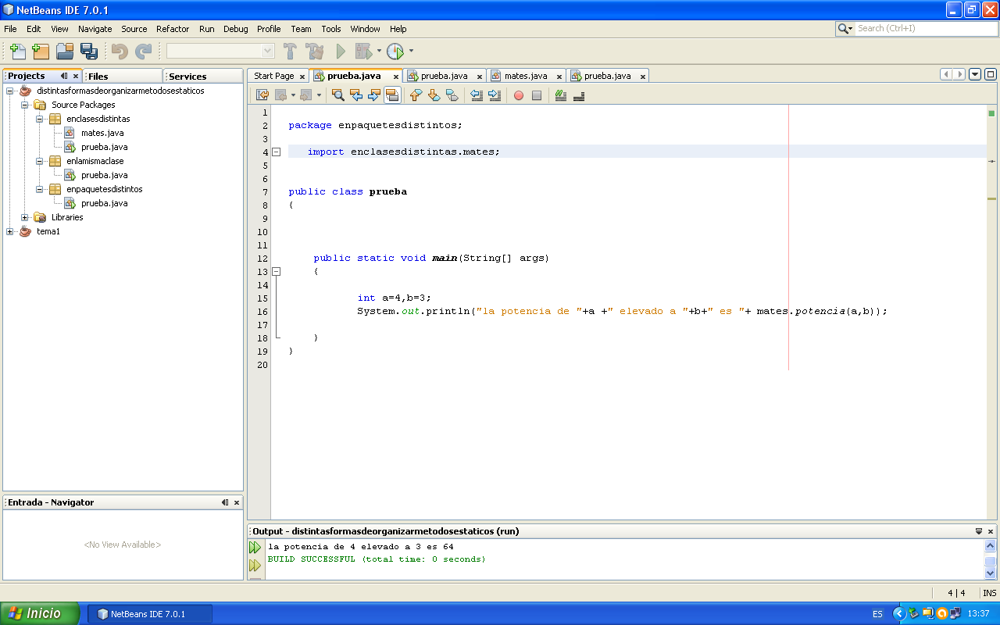 NetBeans IDE 7.0.1
File Edit View Navigate Source Refactor Run Debug Profile Team Tools Window Help
Search (Ctrl+I)
Projects Files Services
distintasformasdeorganizarmetodosestaticos
Source Packages
enclasesdistintas
mates.java
prueba.java
enlamismaclase
prueba.java
enpaquetesdistintos
prueba.java
Libraries
tema1
Entrada - Navigator
<No View Available>
Start Page prueba.java prueba.java mates.java prueba.java
1
2 package enpaquetesdistintos;
3
4 import enclasesdistintas.mates;
5
6
7 public class prueba
8 {
9
10
11
12 public static void main(String[] args)
13 {
14
15 int a=4,b=3;
16 System.out.println("la potencia de "+a +" elevado a "+b+" es "+ mates.potencia(a,b));
17
18 }
19 }
20
Output - distintasformasdeorganizarmetodosestaticos (run)
la potencia de 4 elevado a 3 es 64
BUILD SUCCESSFUL (total time: 0 seconds)
4 | 4 INS
Inicio NetBeans IDE 7.0.1 ES 13:37